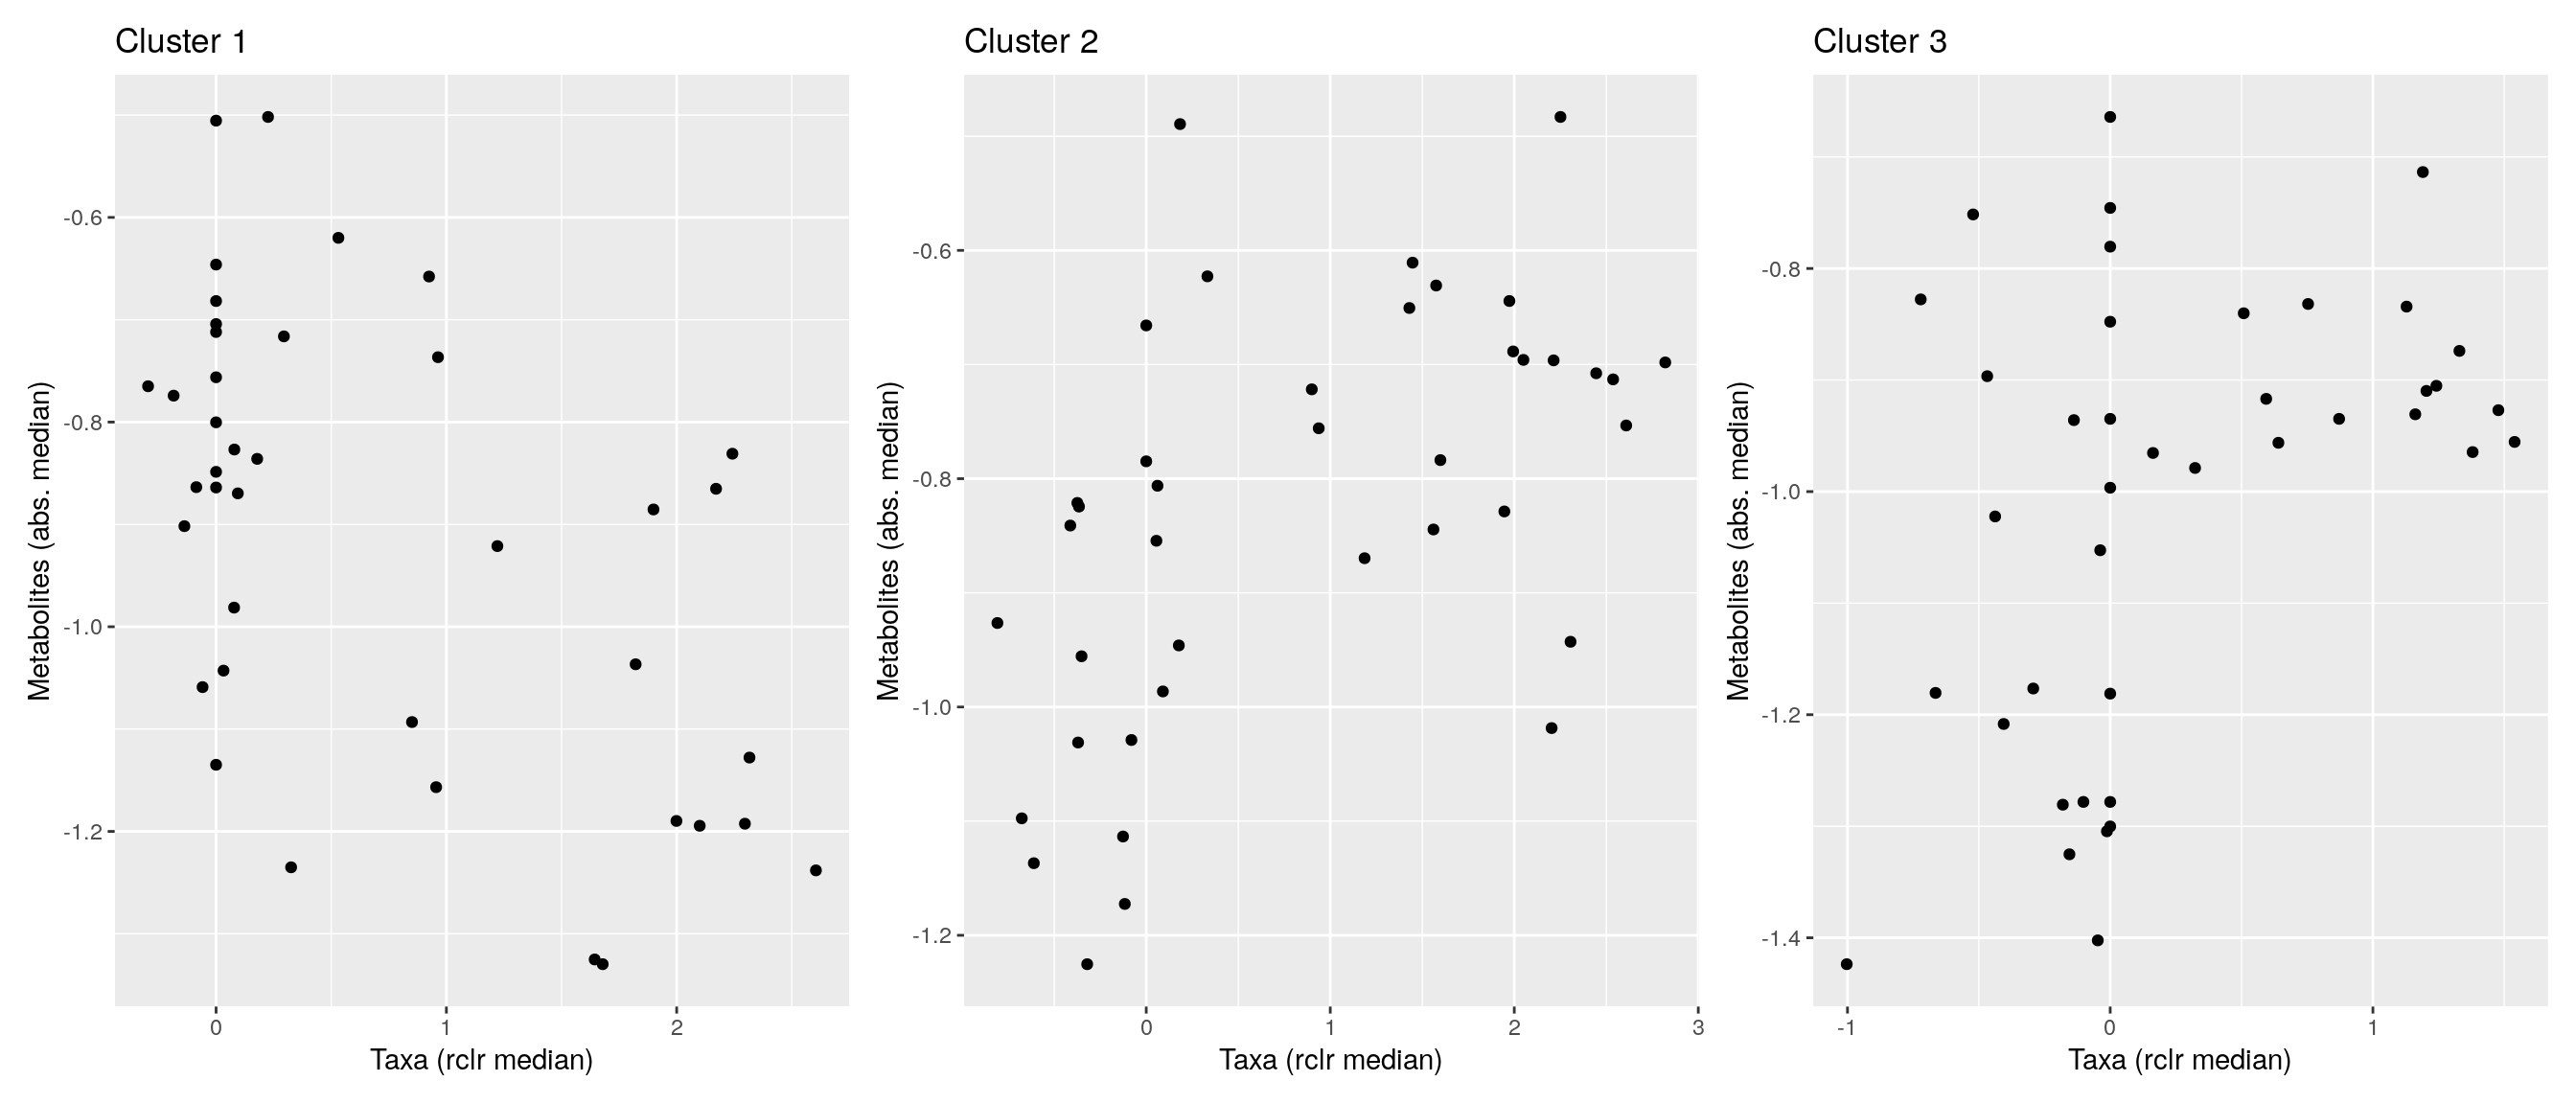 Cluster 1
Metabolites (abs. median)
-0.6
-0.8
-1.0
-1.2
0 1 2
Taxa (rclr median)
Cluster 2
Metabolites (abs. median)
-0.6
-0.8
-1.0
-1.2
0 1 2 3
Taxa (rclr median)
Cluster 3
Metabolites (abs. median)
-0.8
-1.0
-1.2
-1.4
-1 0 1
Taxa (rclr median)